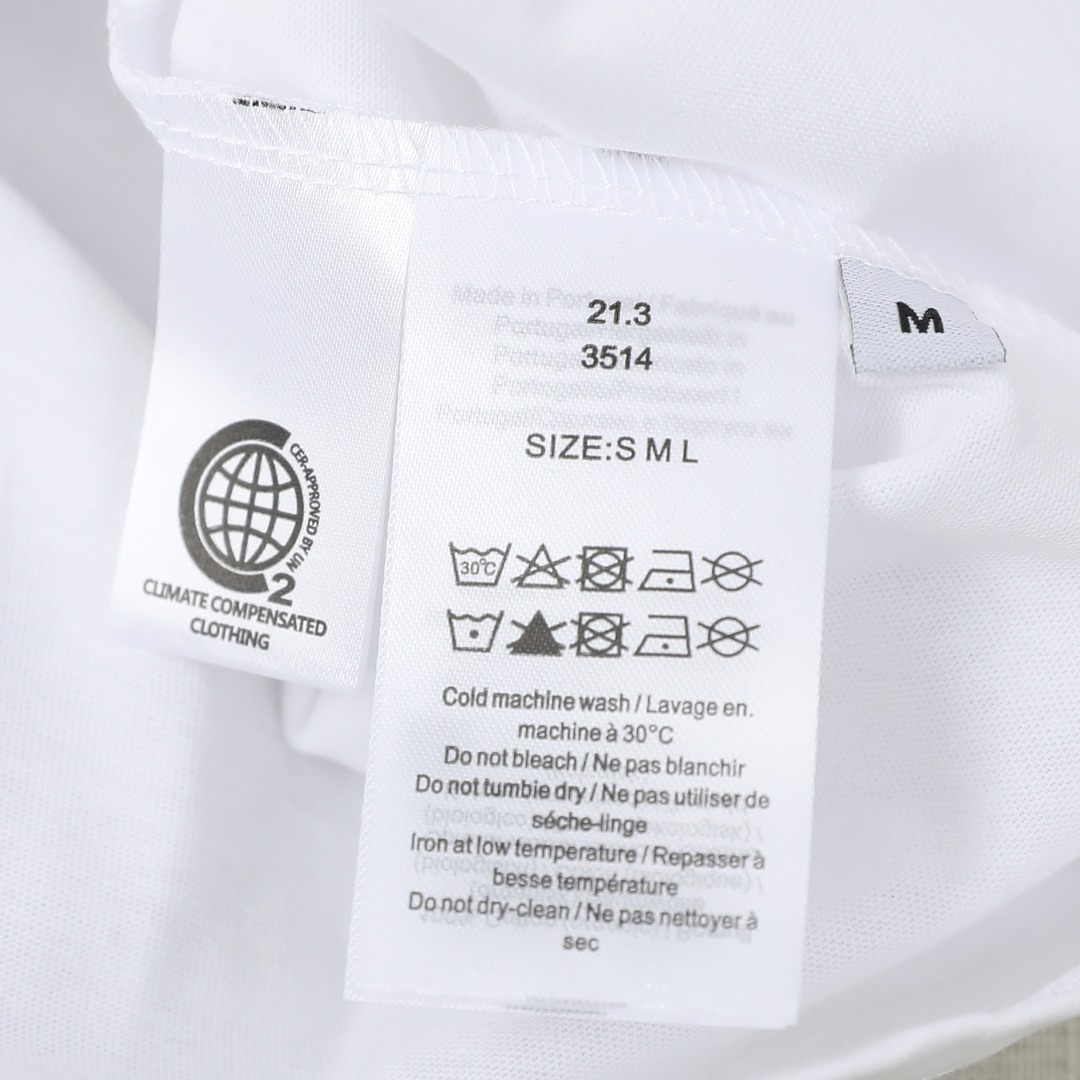 21.3
3514
SIZE:S M L
M
CER-APPROVED BY UN
2
CLIMATE COMPENSATED
CLOTHING
30°C
Cold machine wash / Lavage en.
machine à 30°C
Do not bleach / Ne pas blanchir
Do not tumbie dry / Ne pas utiliser de
séche-linge
Iron at low temperature / Repasser à
besse température
Do not dry-clean / Ne pas nettoyer à
sec